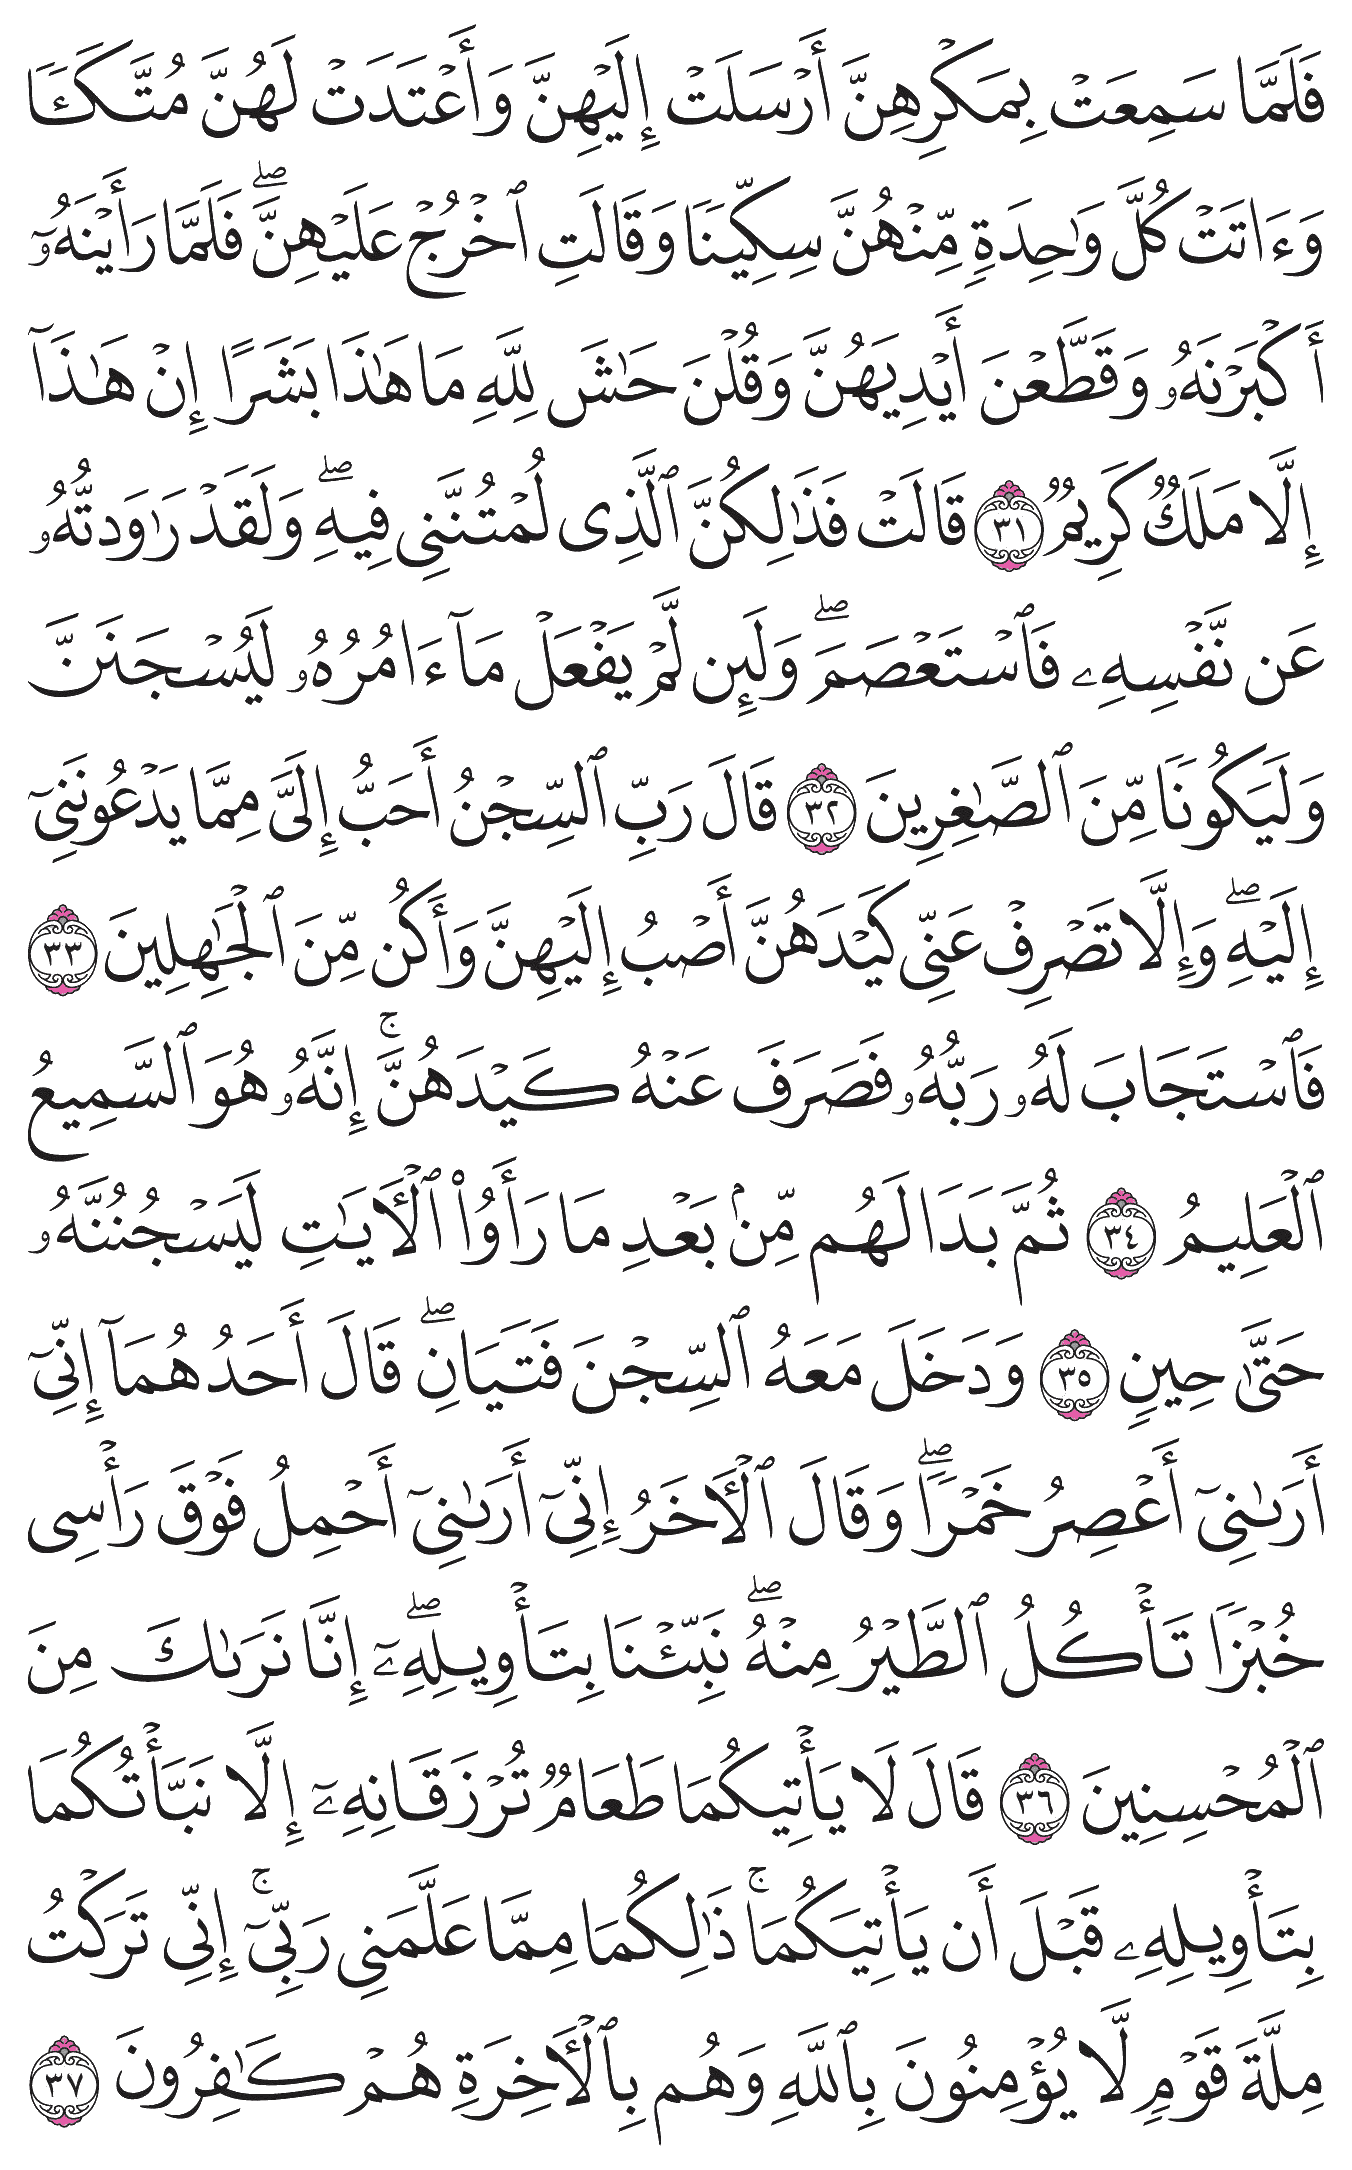 فَلَمَّا سَمِعَتْ بِمَكْرِهِنَّ أَرْسَلَتْ إِلَيْهِنَّ وَأَعْتَدَتْ لَهُنَّ مُتَّكَـًٔا
وَءَاتَتْ كُلَّ وَٰحِدَةٍ مِّنْهُنَّ سِكِّينًا وَقَالَتِ ٱخْرُجْ عَلَيْهِنَّ ۖ فَلَمَّا رَأَيْنَهُۥٓ
أَكْبَرْنَهُۥ وَقَطَّعْنَ أَيْدِيَهُنَّ وَقُلْنَ حَٰشَ لِلَّهِ مَا هَٰذَا بَشَرًا إِنْ هَٰذَآ
إِلَّا مَلَكٌ كَرِيمٌ ٣١ قَالَتْ فَذَٰلِكُنَّ ٱلَّذِى لُمْتُنَّنِى فِيهِ ۖ وَلَقَدْ رَٰوَدتُّهُۥ
عَن نَّفْسِهِۦ فَٱسْتَعْصَمَ ۖ وَلَئِن لَّمْ يَفْعَلْ مَآ ءَامُرُهُۥ لَيُسْجَنَنَّ
وَلَيَكُونًا مِّنَ ٱلصَّٰغِرِينَ ٣٢ قَالَ رَبِّ ٱلسِّجْنُ أَحَبُّ إِلَىَّ مِمَّا يَدْعُونَنِىٓ
إِلَيْهِ ۖ وَإِلَّا تَصْرِفْ عَنِّى كَيْدَهُنَّ أَصْبُ إِلَيْهِنَّ وَأَكُن مِّنَ ٱلْجَٰهِلِينَ ٣٣
فَٱسْتَجَابَ لَهُۥ رَبُّهُۥ فَصَرَفَ عَنْهُ كَيْدَهُنَّ ۚ إِنَّهُۥ هُوَ ٱلسَّمِيعُ
ٱلْعَلِيمُ ٣٤ ثُمَّ بَدَا لَهُم مِّنۢ بَعْدِ مَا رَأَوُا۟ ٱلْـَٔايَٰتِ لَيَسْجُنُنَّهُۥ
حَتَّىٰ حِينٍ ٣٥ وَدَخَلَ مَعَهُ ٱلسِّجْنَ فَتَيَانِ ۖ قَالَ أَحَدُهُمَآ إِنِّىٓ
أَرَىٰنِىٓ أَعْصِرُ خَمْرًا ۖ وَقَالَ ٱلْـَٔاخَرُ إِنِّىٓ أَرَىٰنِىٓ أَحْمِلُ فَوْقَ رَأْسِى
خُبْزًا تَأْكُلُ ٱلطَّيْرُ مِنْهُ ۖ نَبِّئْنَا بِتَأْوِيلِهِۦٓ ۖ إِنَّا نَرَىٰكَ مِنَ
ٱلْمُحْسِنِينَ ٣٦ قَالَ لَا يَأْتِيكُمَا طَعَامٌ تُرْزَقَانِهِۦٓ إِلَّا نَبَّأْتُكُمَا
بِتَأْوِيلِهِۦ قَبْلَ أَن يَأْتِيَكُمَا ۚ ذَٰلِكُمَا مِمَّا عَلَّمَنِى رَبِّىٓ ۚ إِنِّى تَرَكْتُ
مِلَّةَ قَوْمٍ لَّا يُؤْمِنُونَ بِٱللَّهِ وَهُم بِٱلْـَٔاخِرَةِ هُمْ كَٰفِرُونَ ٣٧